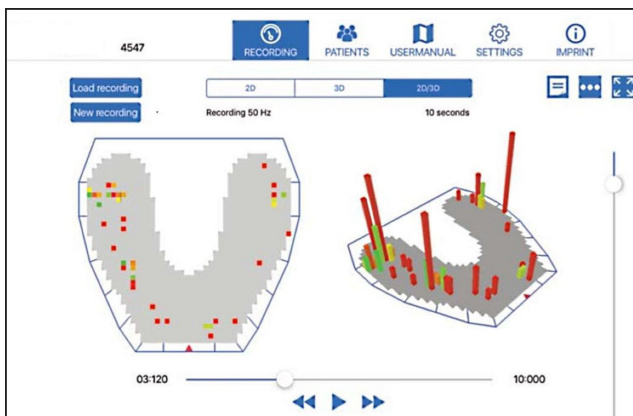 4547
RECORDING
PATIENTS
USERMANUAL
SETTINGS
IMPRINT
Load recording
2D
3D
2D/3D
New recording
Recording 50 Hz
10 seconds
03:120
10:000